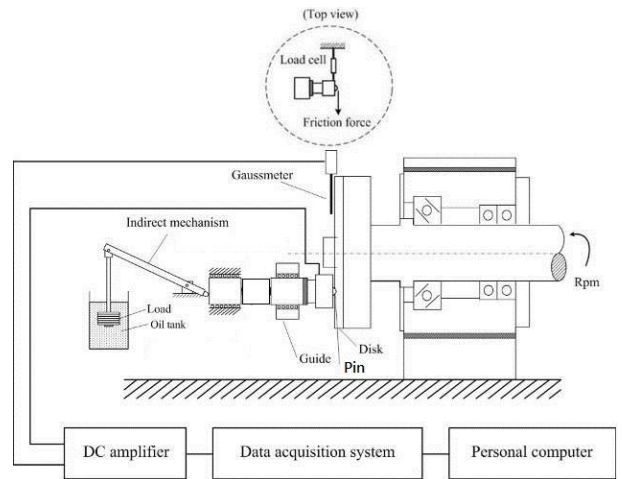 (Top view)
Load cell
Friction force
Gaussmeter
Indirect mechanism
Rpm
Load
Oil tank
Disk
Guide
Pin
DC amplifier
Data acquisition system
Personal computer